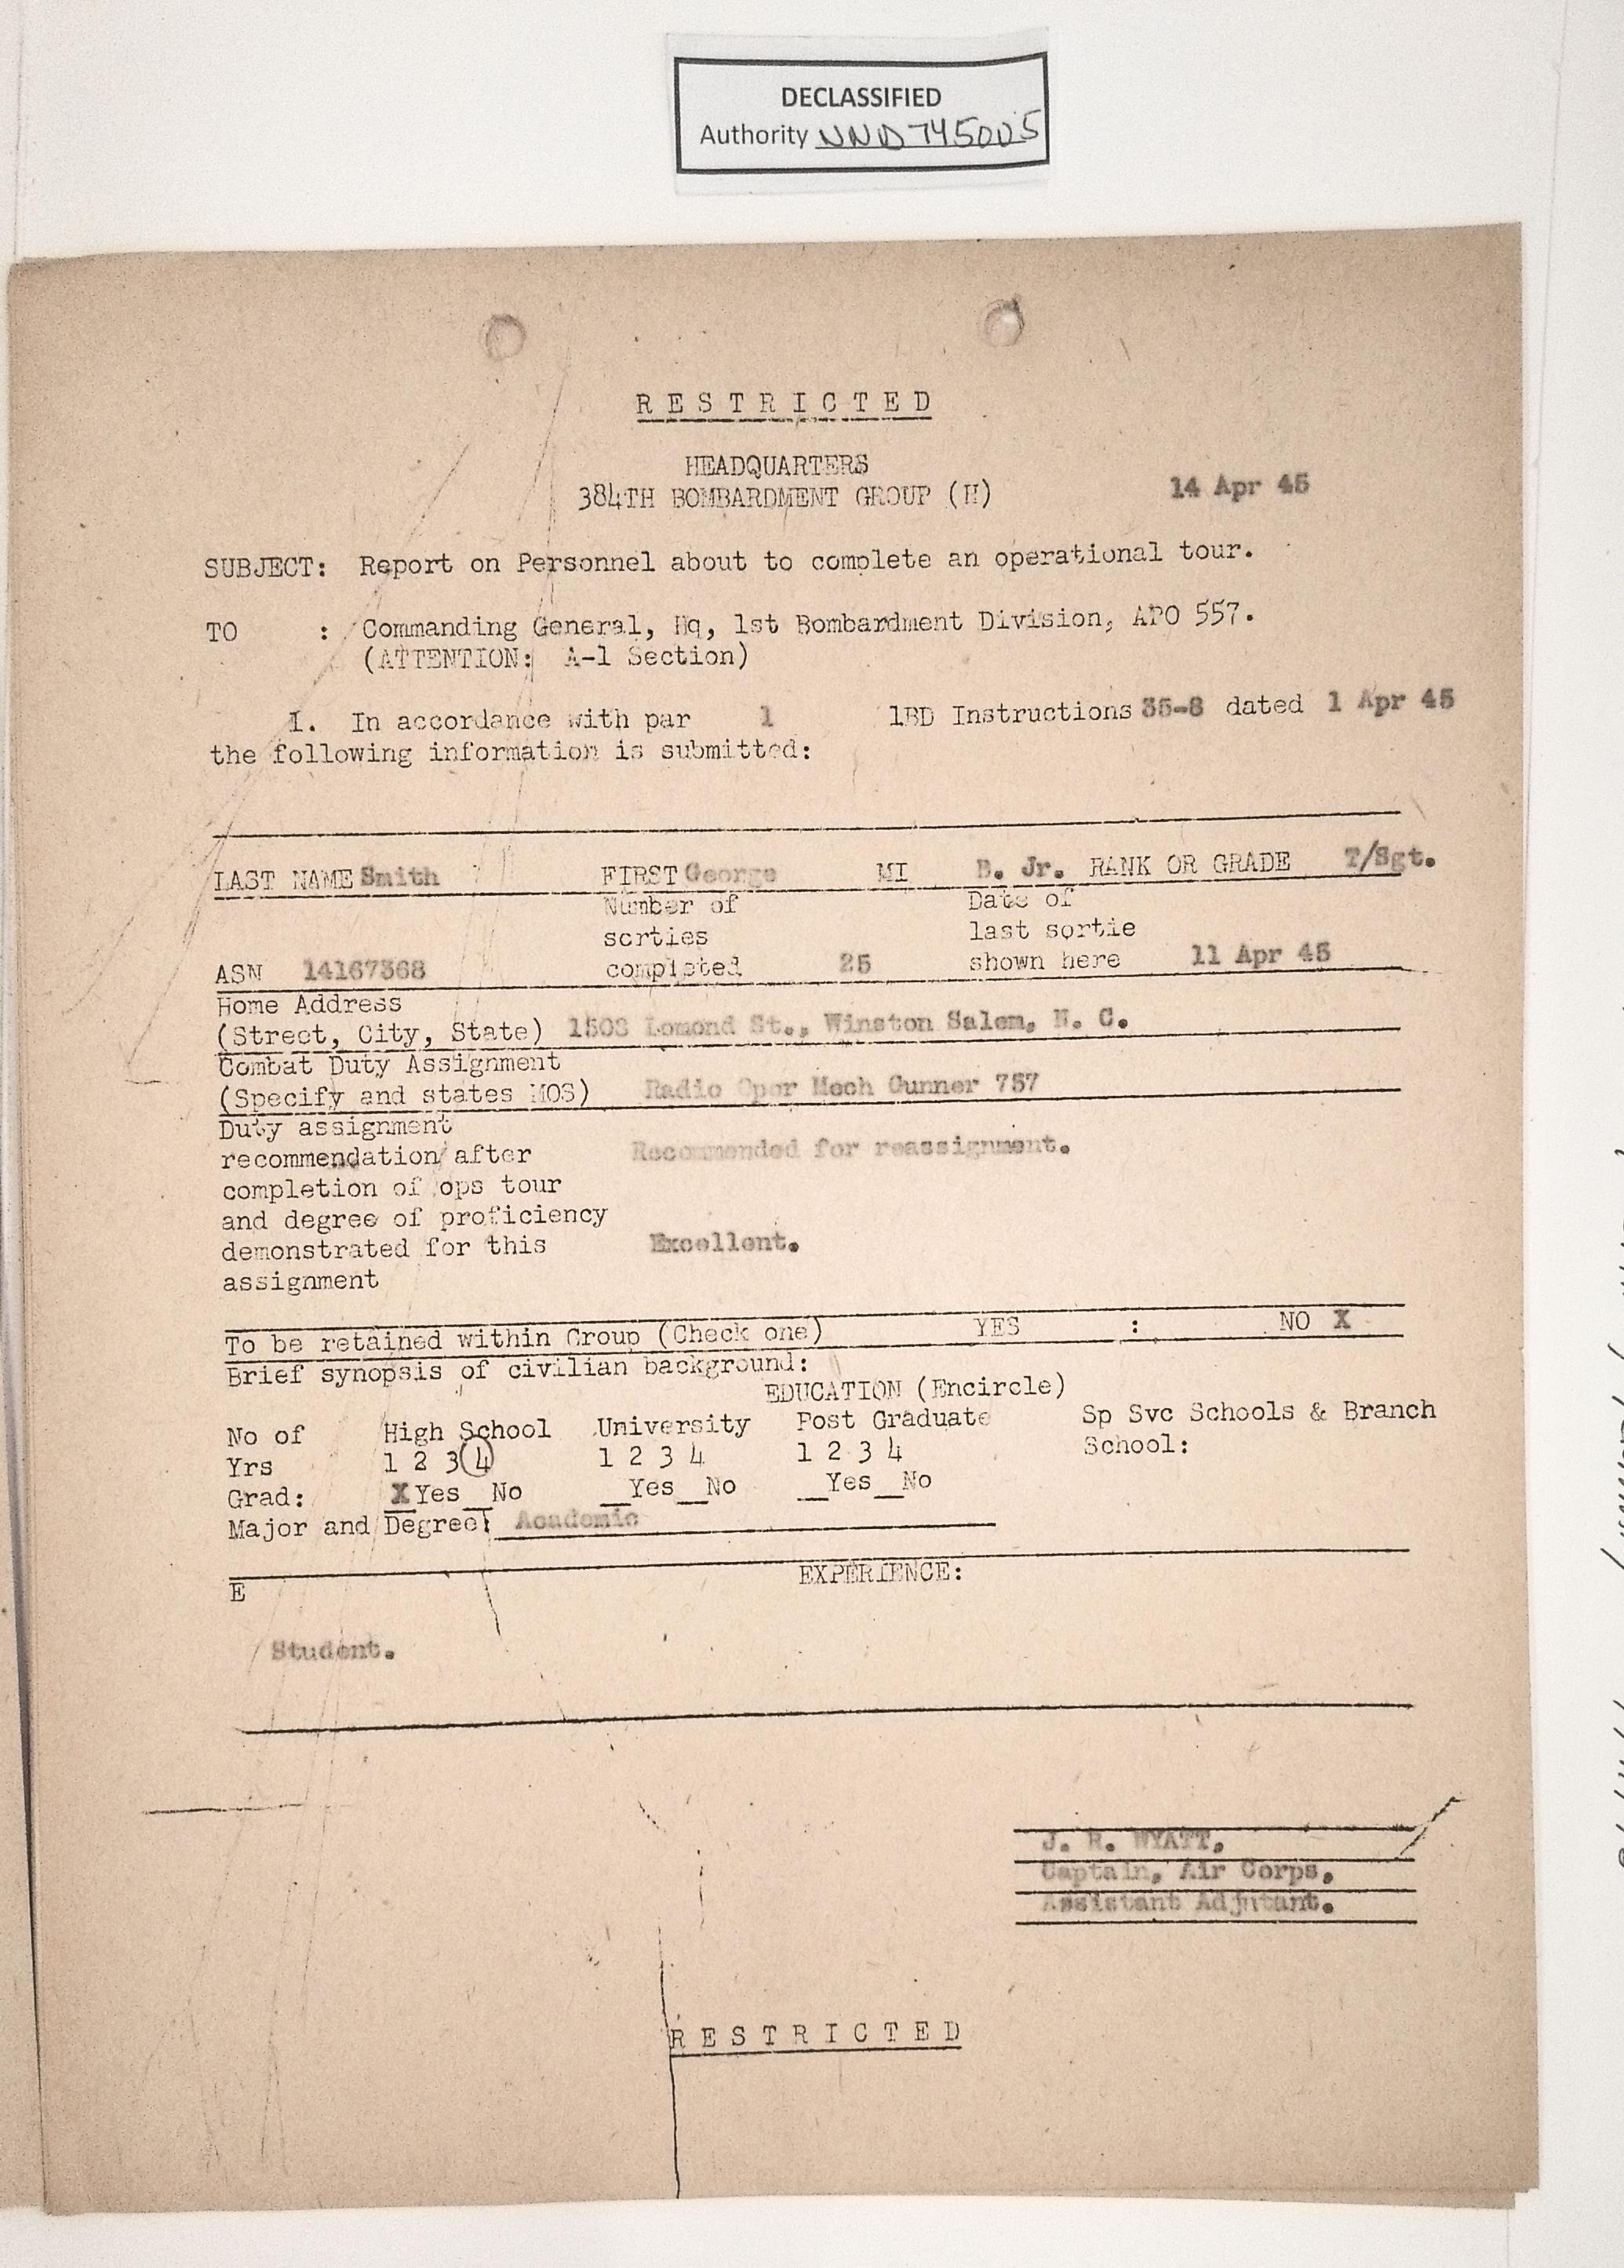 DECLASSIFIED
Authority NND745005
RESTRICTED
HEADQUARTERS
384TH BOMBARDMENT GROUP (H) 14 Apr 45
SUBJECT: Report on Personnel about to complete an operational tour.
TO : Commanding General, Hq, 1st Bombardment Division, APO 557.
(ATTENTION: A-1 Section)
1. In accordance with par 1 1BD Instructions 35-8 dated 1 Apr 45
the following information is submitted:
LAST NAME Smith FIRST George MI B. Jr. RANK OR GRADE T/Sgt.
Number of Date of
sorties last sortie
ASN 14167368 completed 25 shown here 11 Apr 45
Home Address
(Street, City, State) 1503 Lomond St., Winston Salem, N. C.
Combat Duty Assignment
(Specify and states MOS) Radio Oper Mech Gunner 757
Duty assignment
recommendation after Recommended for reassignment.
completion of ops tour
and degree of proficiency
demonstrated for this Excellent.
assignment
To be retained within Group (Check one) YES : NO X
Brief synopsis of civilian background:
EDUCATION (Encircle)
No of High School University Post Graduate Sp Svc Schools & Branch
Yrs 1 2 3 4 1 2 3 4 1 2 3 4 School:
Grad: X Yes_No _Yes_No _Yes_No
Major and Degree: Academic
E EXPERIENCE:
Student.
J. R. WYATT,
Captain, Air Corps,
Assistant Adjutant.
RESTRICTED